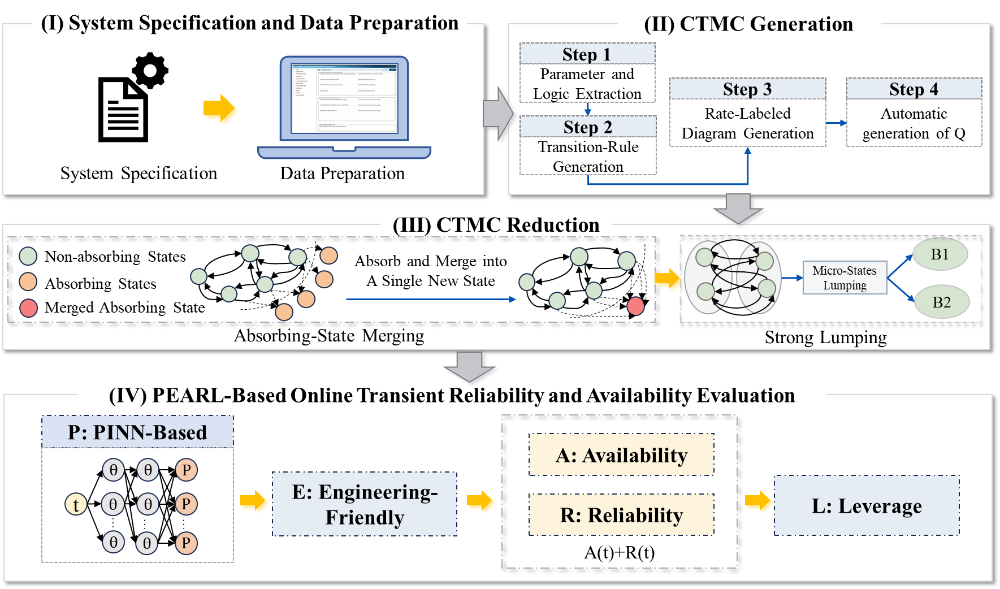 (I) System Specification and Data Preparation
System Specification
Data Preparation
(II) CTMC Generation
Step 1
Parameter and
Logic Extraction
Step 2
Transition-Rule
Generation
Step 3
Rate-Labeled
Diagram Generation
Step 4
Automatic
generation of Q
(III) CTMC Reduction
Non-absorbing States
Absorbing States
Merged Absorbing State
Absorb and Merge into
A Single New State
Absorbing-State Merging
Micro-States
Lumping
B1
B2
Strong Lumping
(IV) PEARL-Based Online Transient Reliability and Availability Evaluation
P: PINN-Based
t
θ θ P
θ θ P
θ θ P
E: Engineering-
Friendly
A: Availability
R: Reliability
A(t)+R(t)
L: Leverage